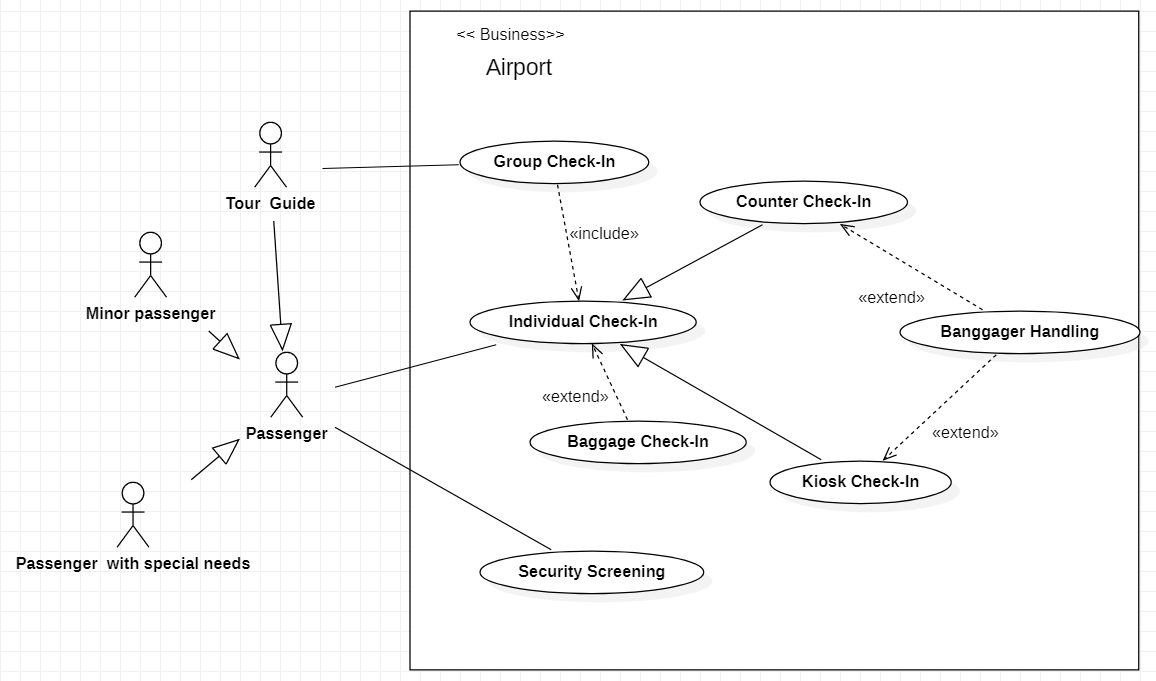 << Business>>
Airport
Group Check-In
Tour  Guide
Counter Check-In
«include»
Minor passenger
«extend»
Individual Check-In
Banggager Handling
«extend»
Passenger
«extend»
Baggage Check-In
Kiosk Check-In
Passenger  with special needs
Security Screening